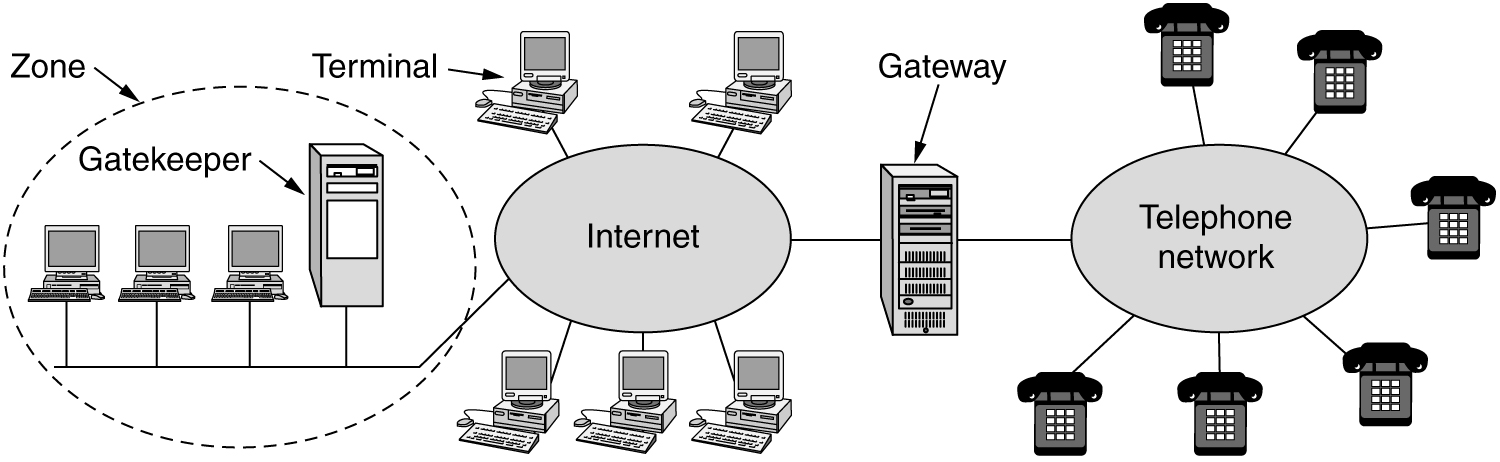 Zone
Terminal
Gateway
Gatekeeper
Internet
Telephone
network